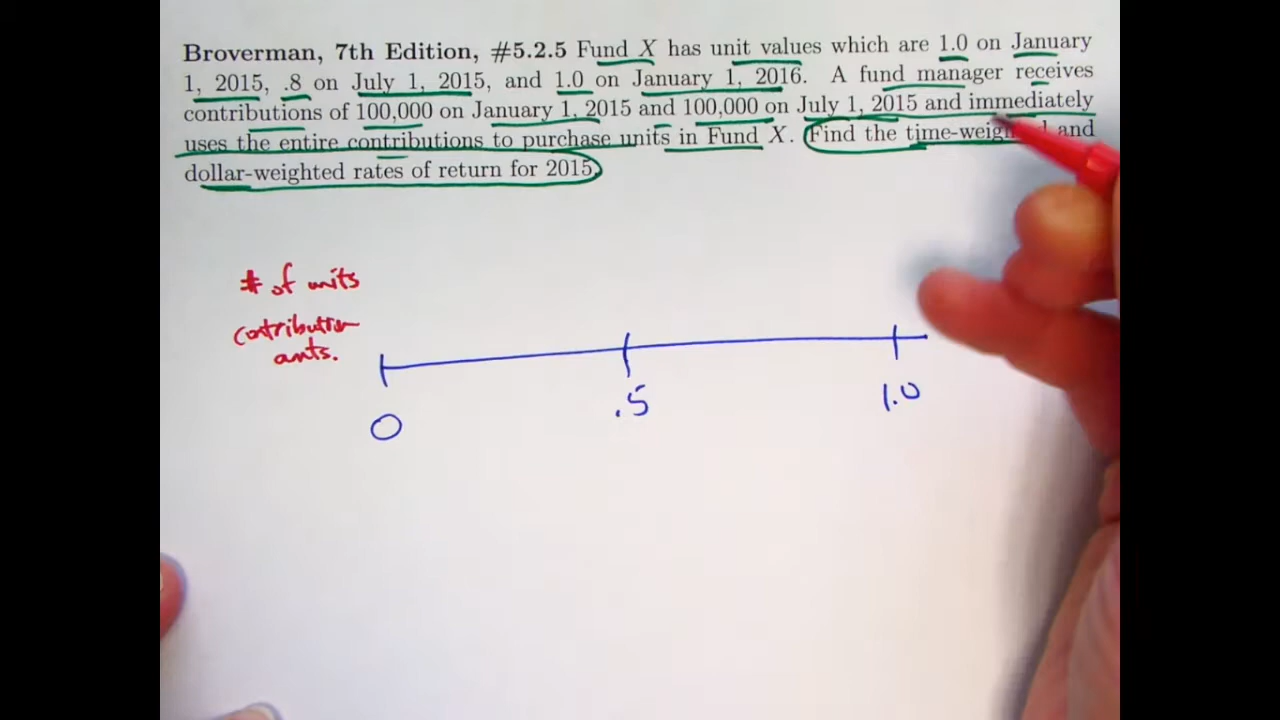 Broverman, 7th Edition, #5.2.5 Fund X has unit values which are 1.0 on January
1, 2015, .8 on July 1, 2015, and 1.0 on January 1, 2016. A fund manager receives
contributions of 100,000 on January 1, 2015 and 100,000 on July 1, 2015 and immediately
uses the entire contributions to purchase units in Fund X. Find the and
dollar-weighted rates of return for 2015.
# of units
contribution
amts.
0
.5
1.0